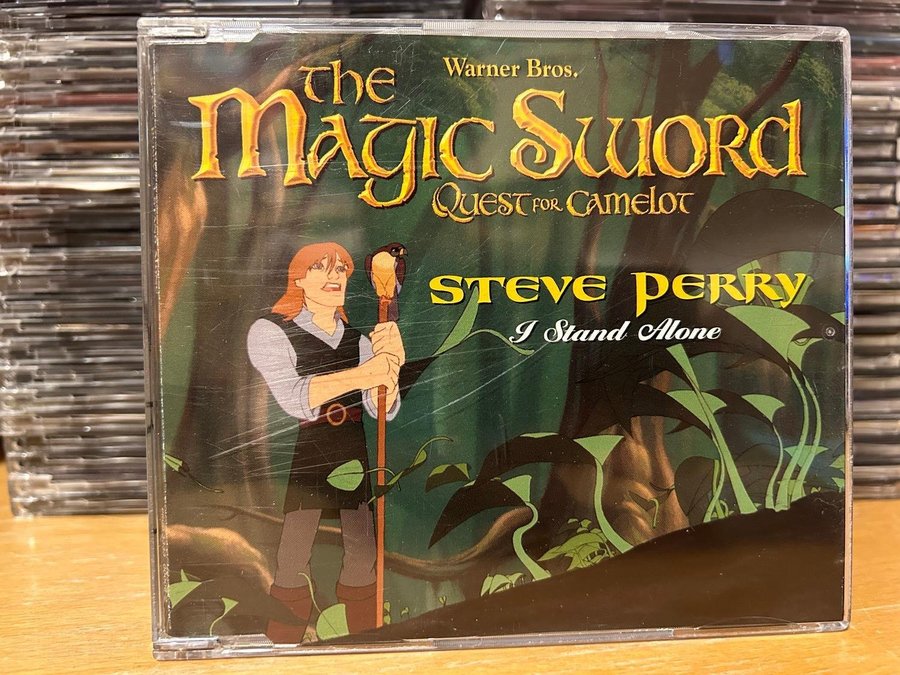 Warner Bros.
The
Magic Sword
Quest for Camelot
Steve Perry
I Stand Alone